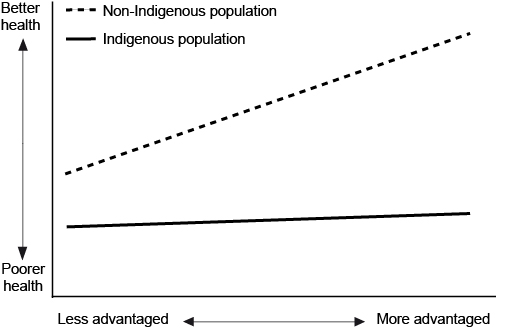 Better
health
Non-Indigenous population
Indigenous population
Poorer
health
Less advantaged
More advantaged